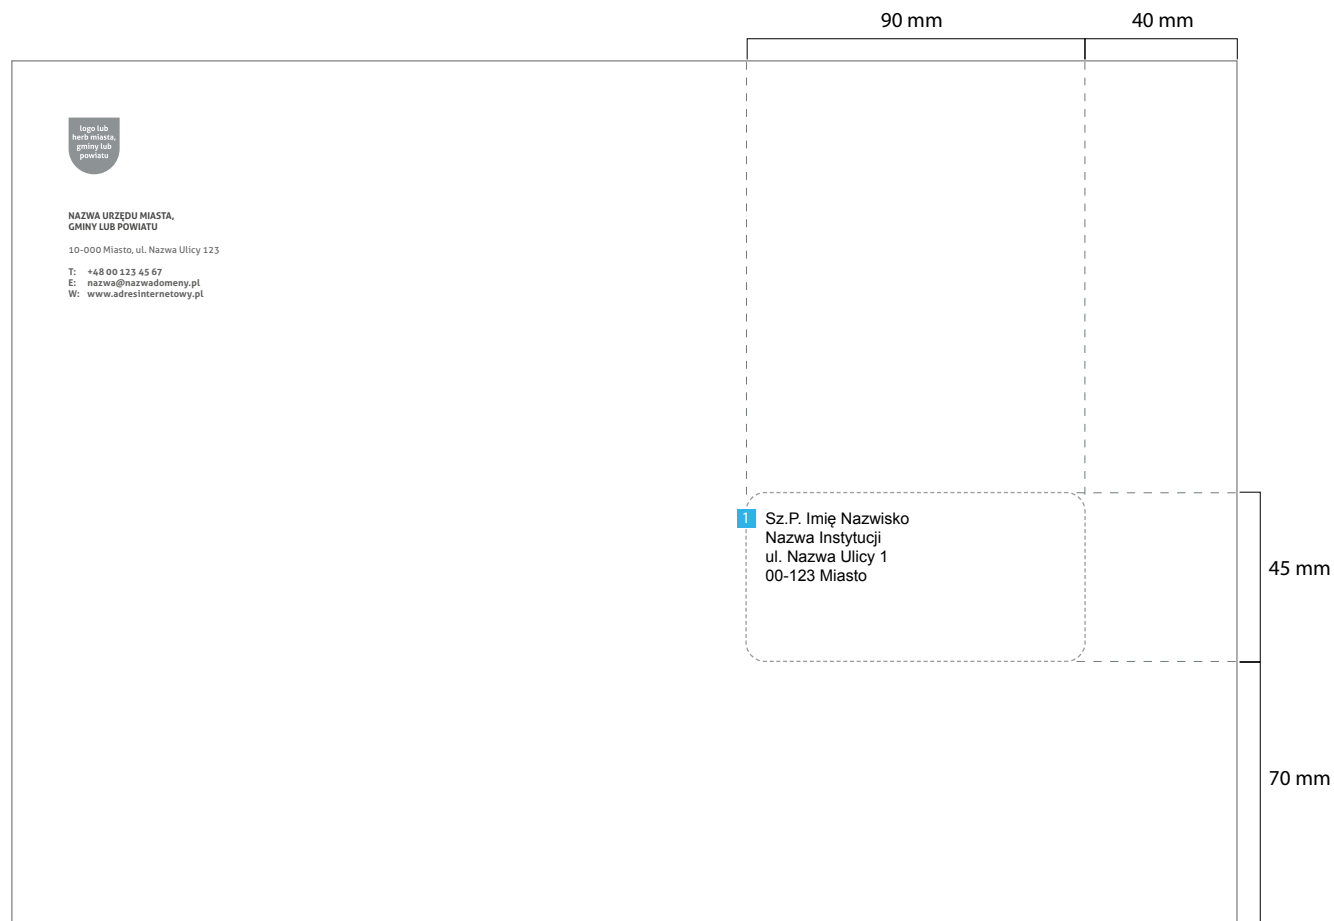 90 mm
40 mm
logo lub
herb miasta,
gminy lub
powiatu
NAZWA URZĘDU MIASTA,
GMINY LUB POWIATU
10-000 Miasto, ul. Nazwa Ulicy 123
T: +48 00 123 45 67
E: nazwa@nazwadomeny.pl
W: www.adresinternetowy.pl
1 Sz.P. Imię Nazwisko
Nazwa Instytucji
ul. Nazwa Ulicy 1
00-123 Miasto
45 mm
70 mm